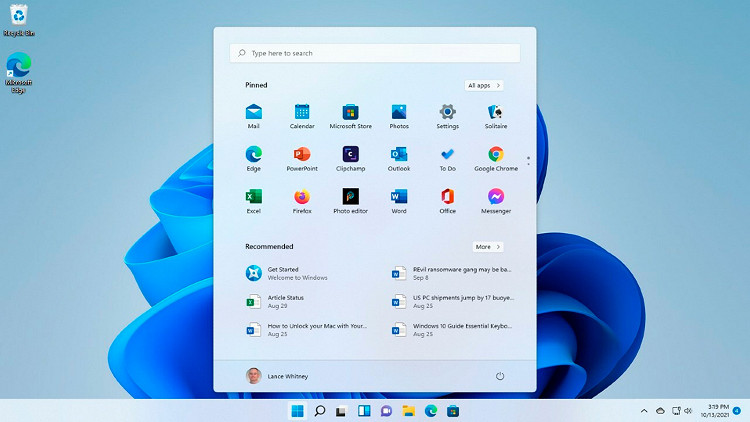 Recycle Bin
Microsoft
Edge
Type here to search
Pinned
All apps
Mail
Calendar
Microsoft Store
Photos
Settings
Solitaire
Edge
PowerPoint
Clipchamp
Outlook
To Do
Google Chrome
Excel
Firefox
Photo editor
Word
Office
Messenger
Recommended
More
Get Started
Welcome to Windows
REvil ransomware gang may be ba...
Sep 8
Article Status
Aug 29
US PC shipments jump by 17 buoye...
Aug 25
How to Unlock your Mac with Your...
Aug 25
Windows 10 Guide Essential Keybo...
Aug 25
Lance Whitney
3:19 PM
10/13/2021
4